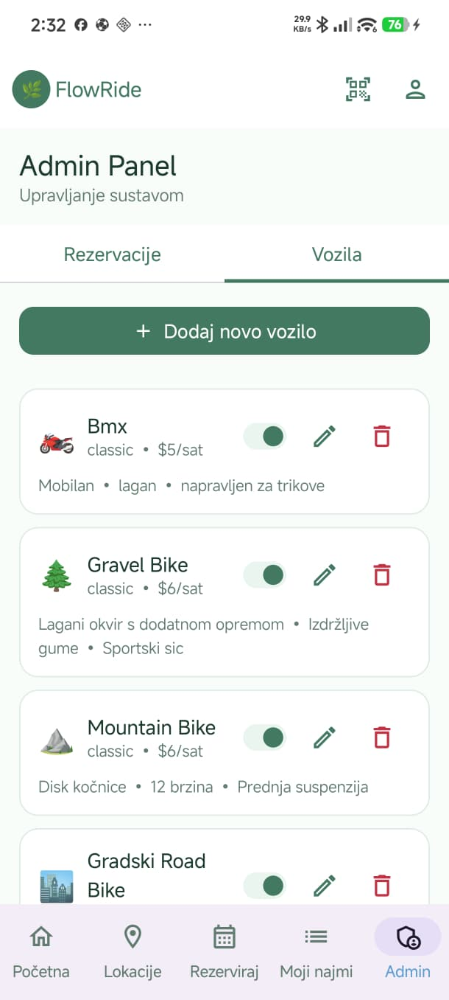 2:32 29.9 KB/s 6 76
FlowRide
Admin Panel
Upravljanje sustavom
Rezervacije Vozila
+ Dodaj novo vozilo
Bmx
classic • $5/sat
Mobilan • lagan • napravljen za trikove
Gravel Bike
classic • $6/sat
Lagani okvir s dodatnom opremom • Izdržljive
gume • Sportski sic
Mountain Bike
classic • $6/sat
Disk kočnice • 12 brzina • Prednja suspenzija
Gradski Road
Bike
Početna Lokacije Rezerviraj Moji najmi Admin